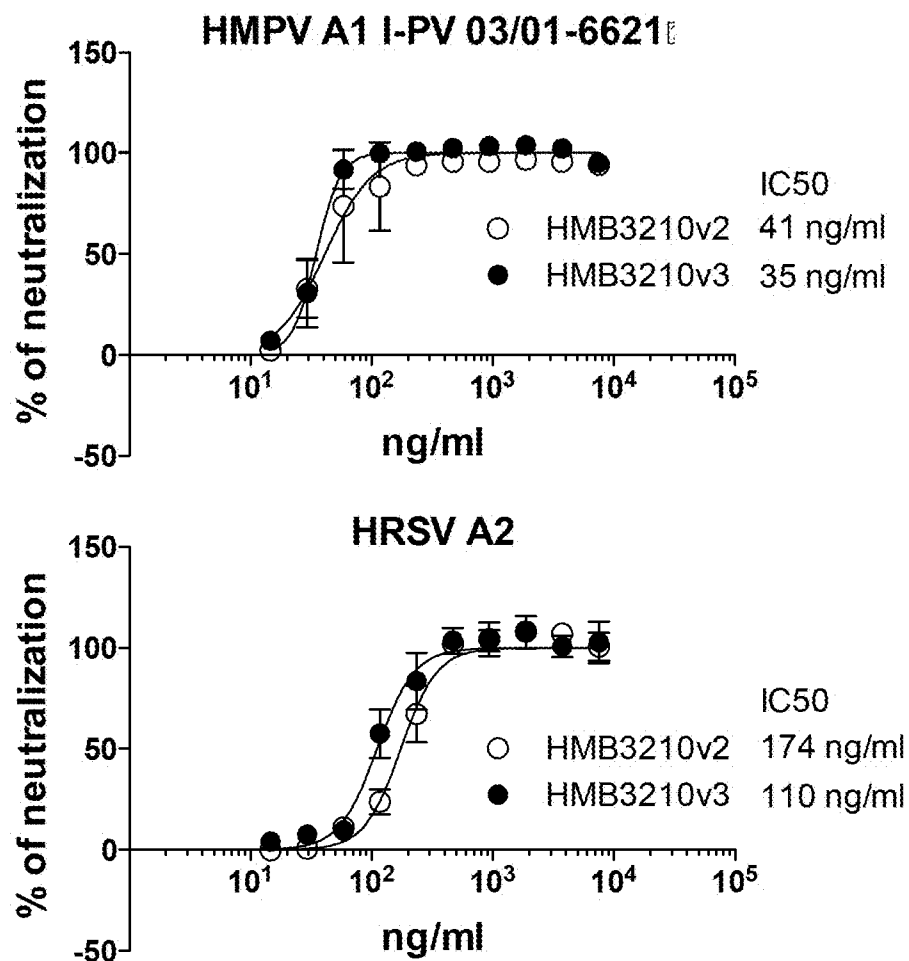 HMPV A1 I-PV 03/01-6621
150
100
50
0
-50
% of neutralization
10¹ 10² 10³ 10⁴ 10⁵
ng/ml
IC50
HMB3210v2 41 ng/ml
HMB3210v3 35 ng/ml
HRSV A2
150
100
50
0
-50
% of neutralization
10¹ 10² 10³ 10⁴ 10⁵
ng/ml
IC50
HMB3210v2 174 ng/ml
HMB3210v3 110 ng/ml